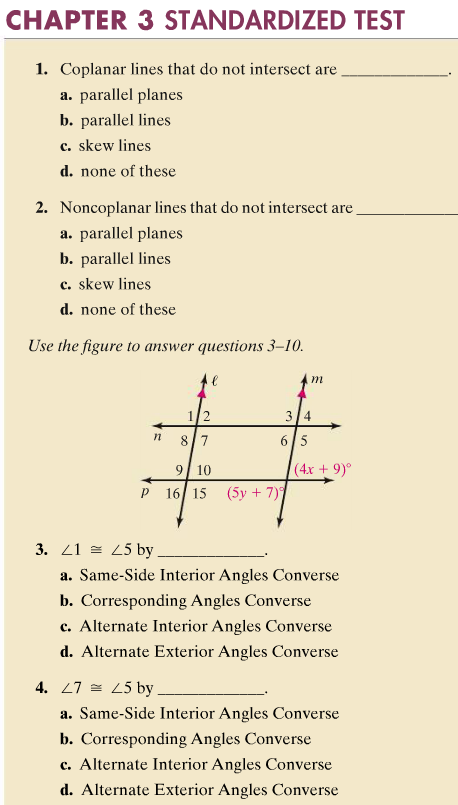 CHAPTER 3 STANDARDIZED TEST
1. Coplanar lines that do not intersect are ____________.
a. parallel planes
b. parallel lines
c. skew lines
d. none of these
2. Noncoplanar lines that do not intersect are ____________
a. parallel planes
b. parallel lines
c. skew lines
d. none of these
Use the figure to answer questions 3–10.
ℓ m
1 2 3 4
n 8 7 6 5
9 10 (4x + 9)°
p 16 15 (5y + 7)°
3. ∠1 ≅ ∠5 by ____________.
a. Same-Side Interior Angles Converse
b. Corresponding Angles Converse
c. Alternate Interior Angles Converse
d. Alternate Exterior Angles Converse
4. ∠7 ≅ ∠5 by ____________.
a. Same-Side Interior Angles Converse
b. Corresponding Angles Converse
c. Alternate Interior Angles Converse
d. Alternate Exterior Angles Converse